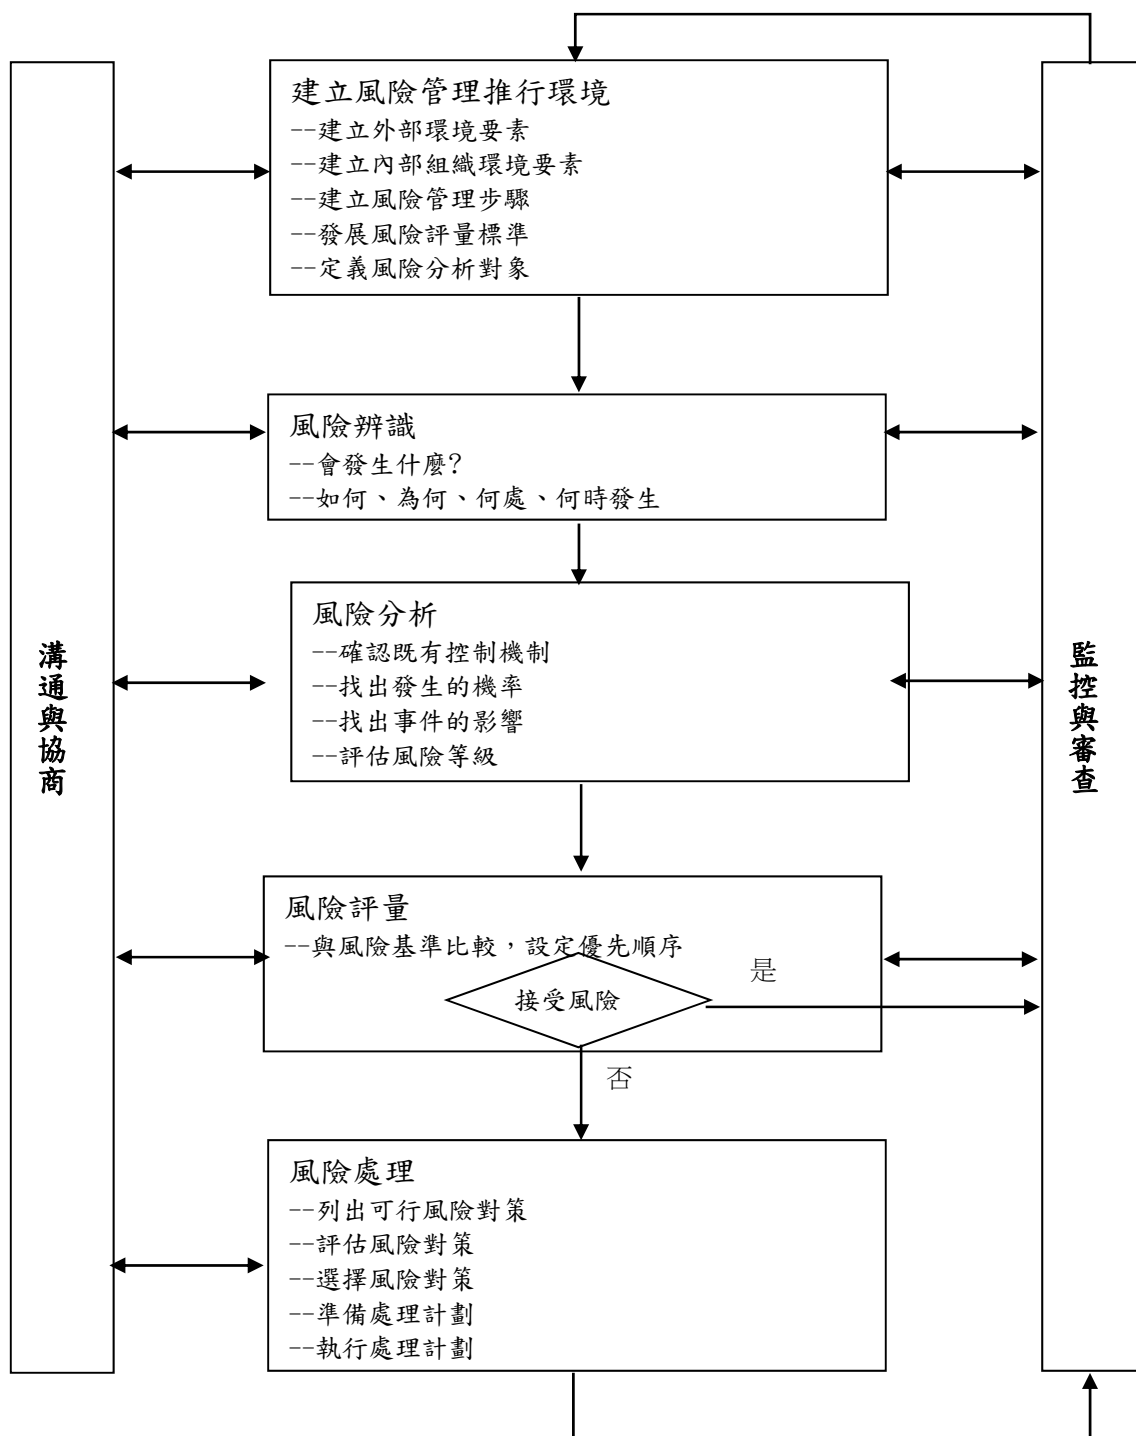 建立風險管理推行環境
--建立外部環境要素
--建立內部組織環境要素
--建立風險管理步驟
--發展風險評量標準
--定義風險分析對象
風險辨識
--會發生什麼?
--如何、為何、何處、何時發生
溝通與協商
風險分析
--確認既有控制機制
--找出發生的機率
--找出事件的影響
--評估風險等級
監控與審查
風險評量
--與風險基準比較，設定優先順序
是
接受風險
否
風險處理
--列出可行風險對策
--評估風險對策
--選擇風險對策
--準備處理計劃
--執行處理計劃